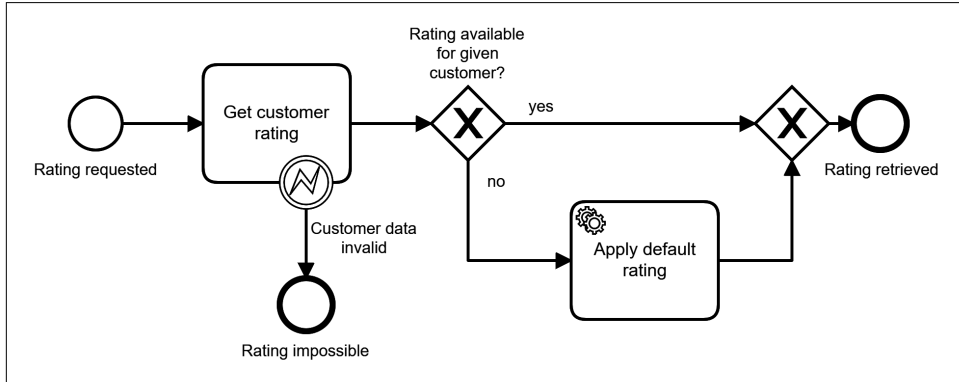 Rating available
for given
customer?
Get customer
rating
yes
Rating requested
Rating retrieved
no
Customer data
invalid
Apply default
rating
Rating impossible